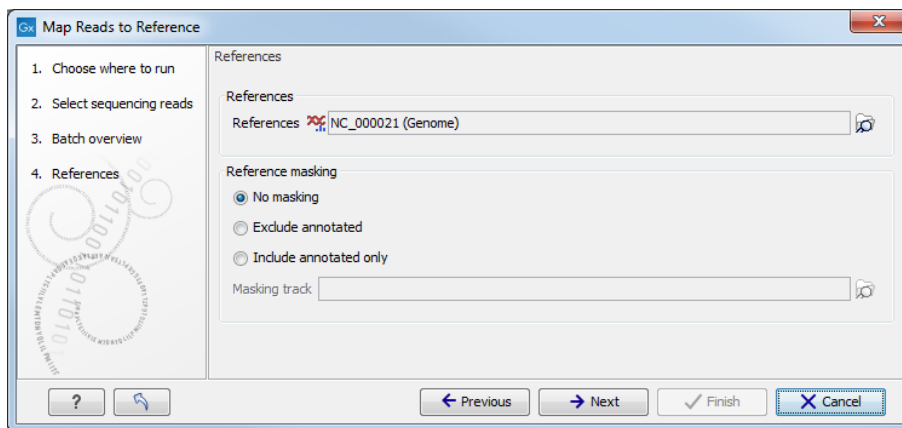 Gx Map Reads to Reference
1. Choose where to run
2. Select sequencing reads
3. Batch overview
4. References
References
References
References NC_000021 (Genome)
Reference masking
No masking
Exclude annotated
Include annotated only
Masking track
? Previous Next Finish Cancel